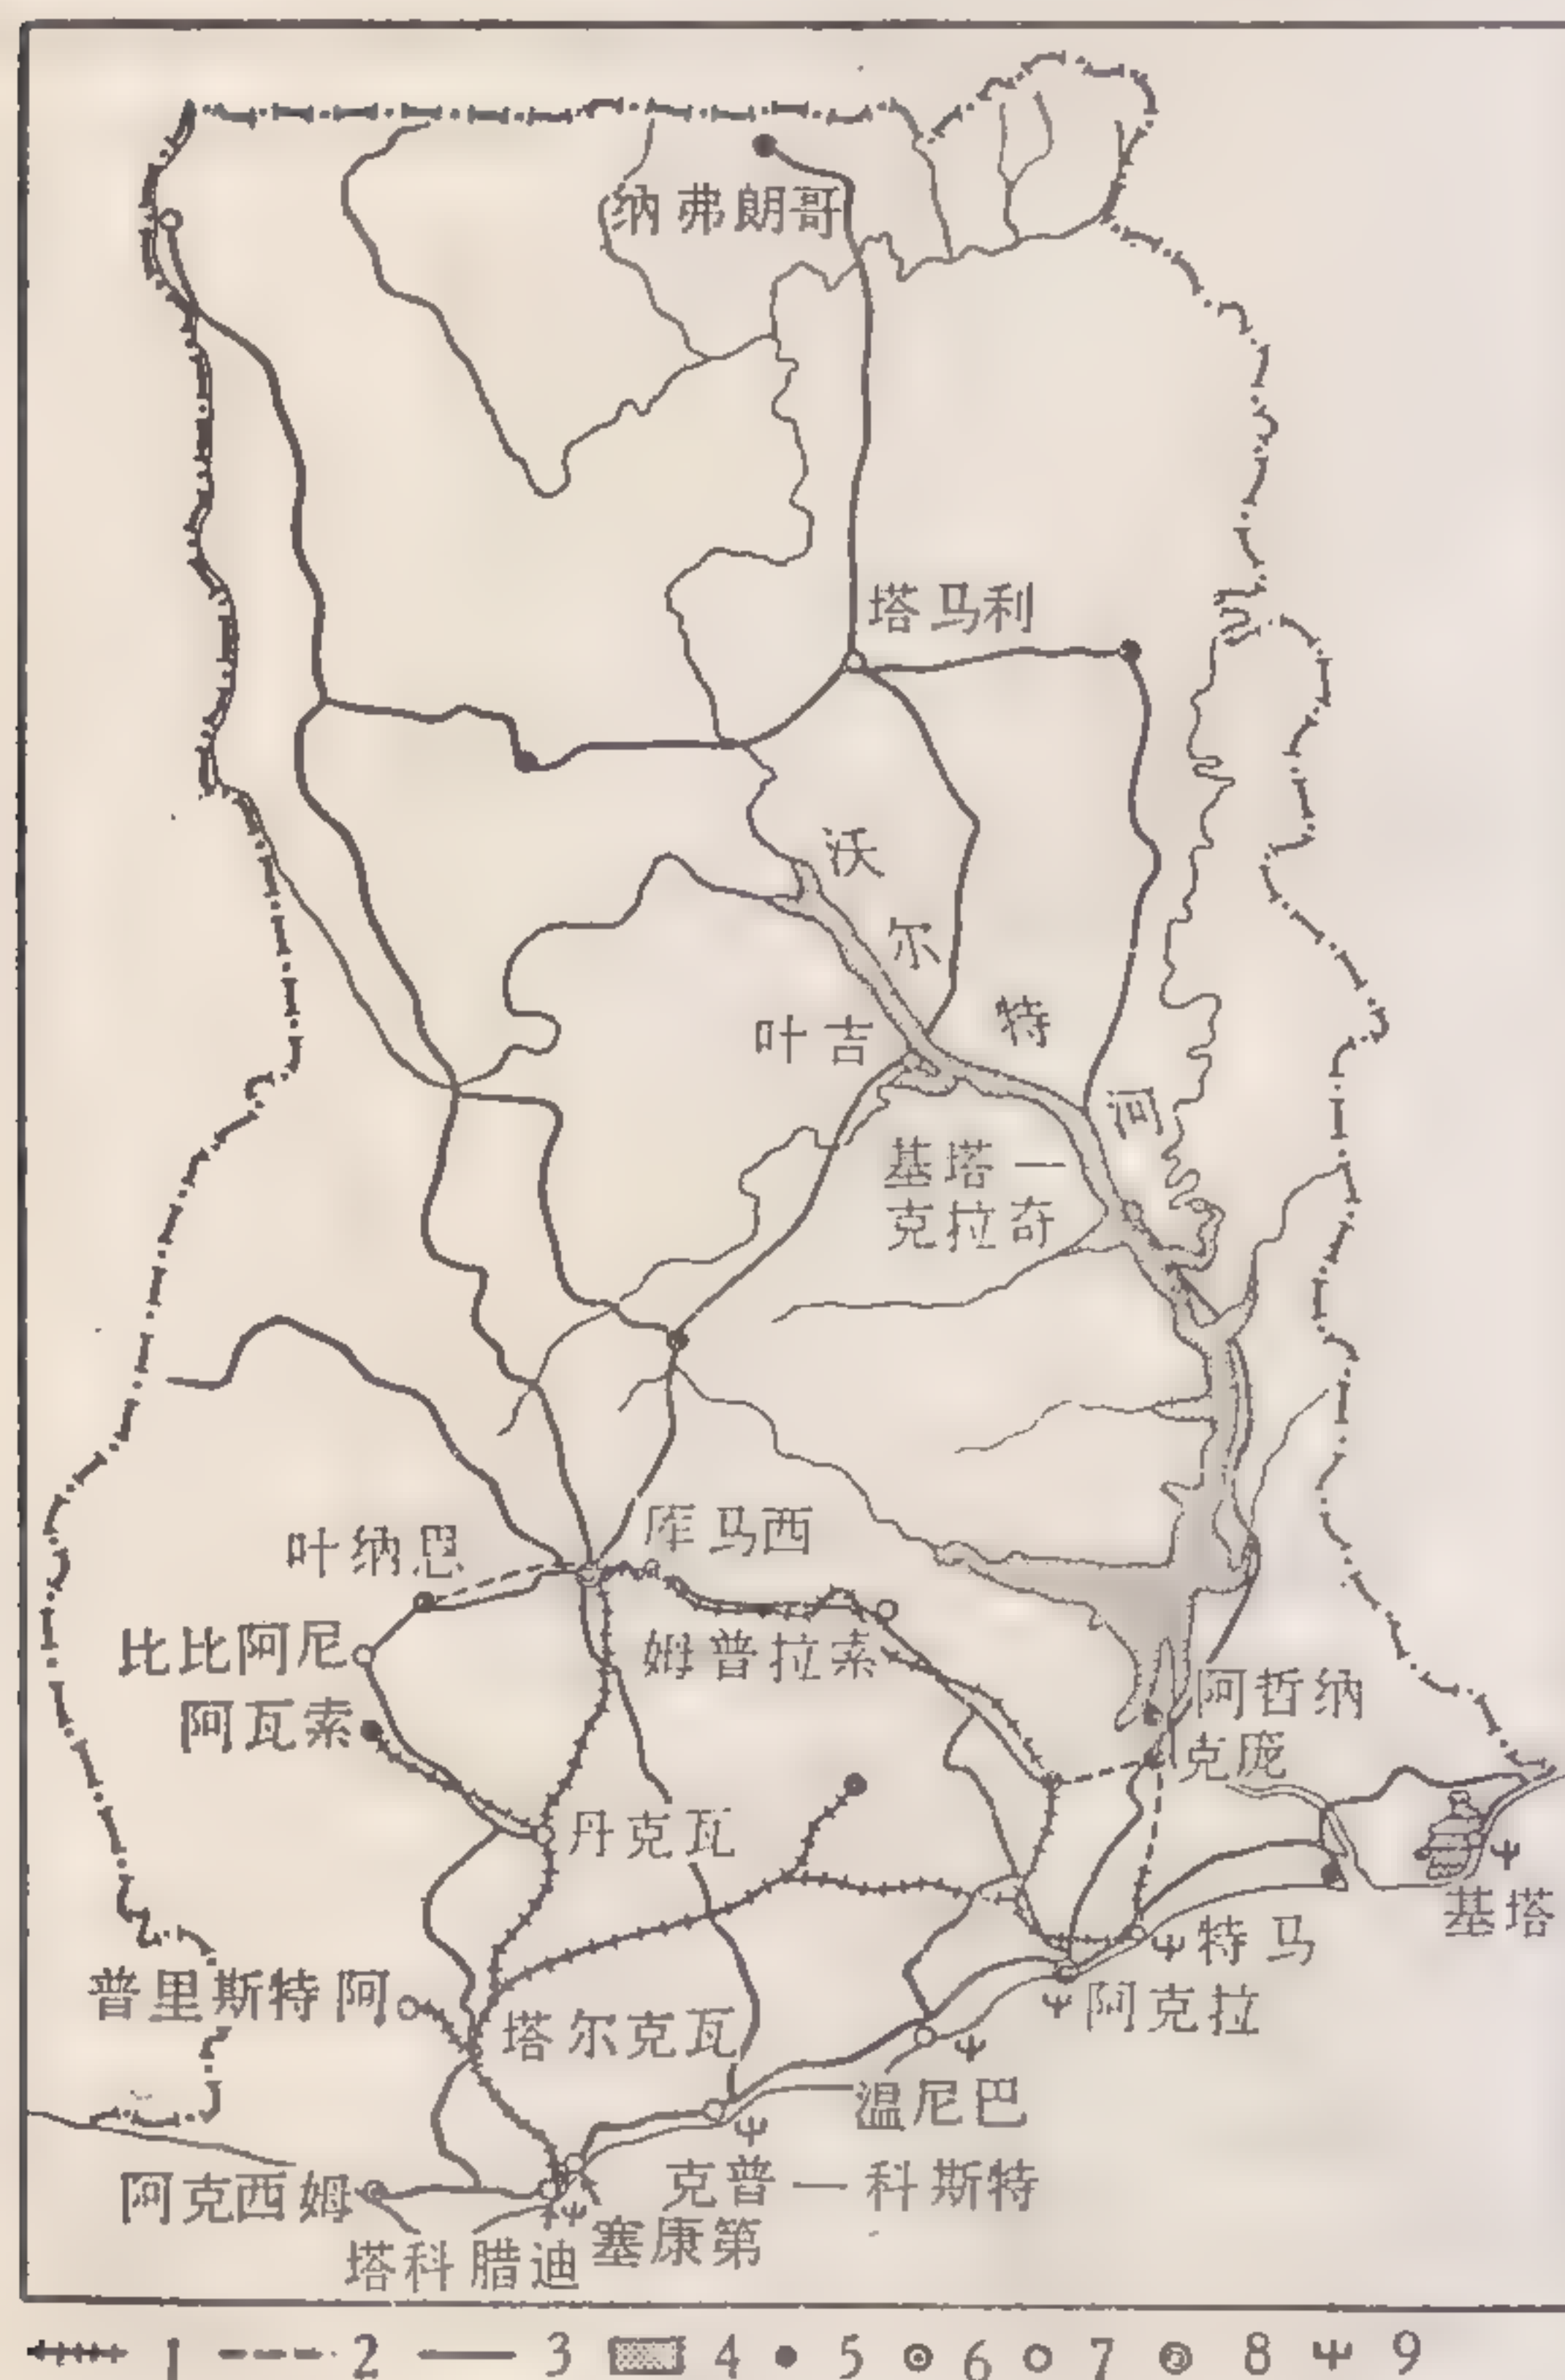 纳弗朗哥
塔马利
沃尔特河
叶吉
基塔—
克拉奇
库马西
叶纳恩
比比阿尼
姆普拉索
阿瓦索
阿哲纳
克庞
丹克瓦
基塔
特马
普里斯特阿
阿克拉
塔尔克瓦
温尼巴
克普—科斯特
阿克西姆
塞康第
塔科腊迪
1 2 3 4 5 6 7 8 9